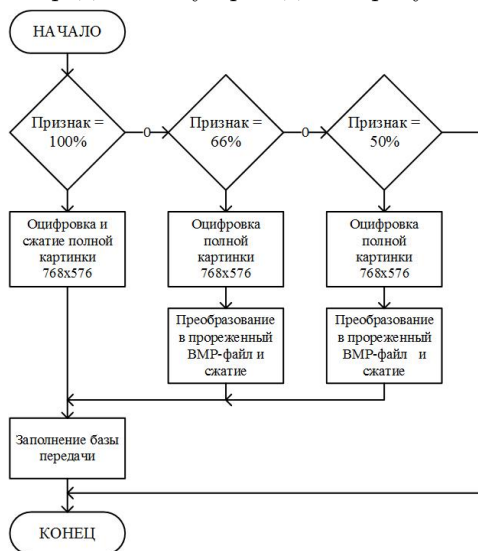 НАЧАЛО
Признак =
100%
0
Признак =
66%
0
Признак =
50%
Оцифровка и
сжатие полной
картинки
768x576
Оцифровка
полной
картинки
768x576
Оцифровка
полной
картинки
768x576
Преобразование
в прореженный
BMP-файл и
сжатие
Преобразование
в прореженный
BMP-файл и
сжатие
Заполнение базы
передачи
КОНЕЦ